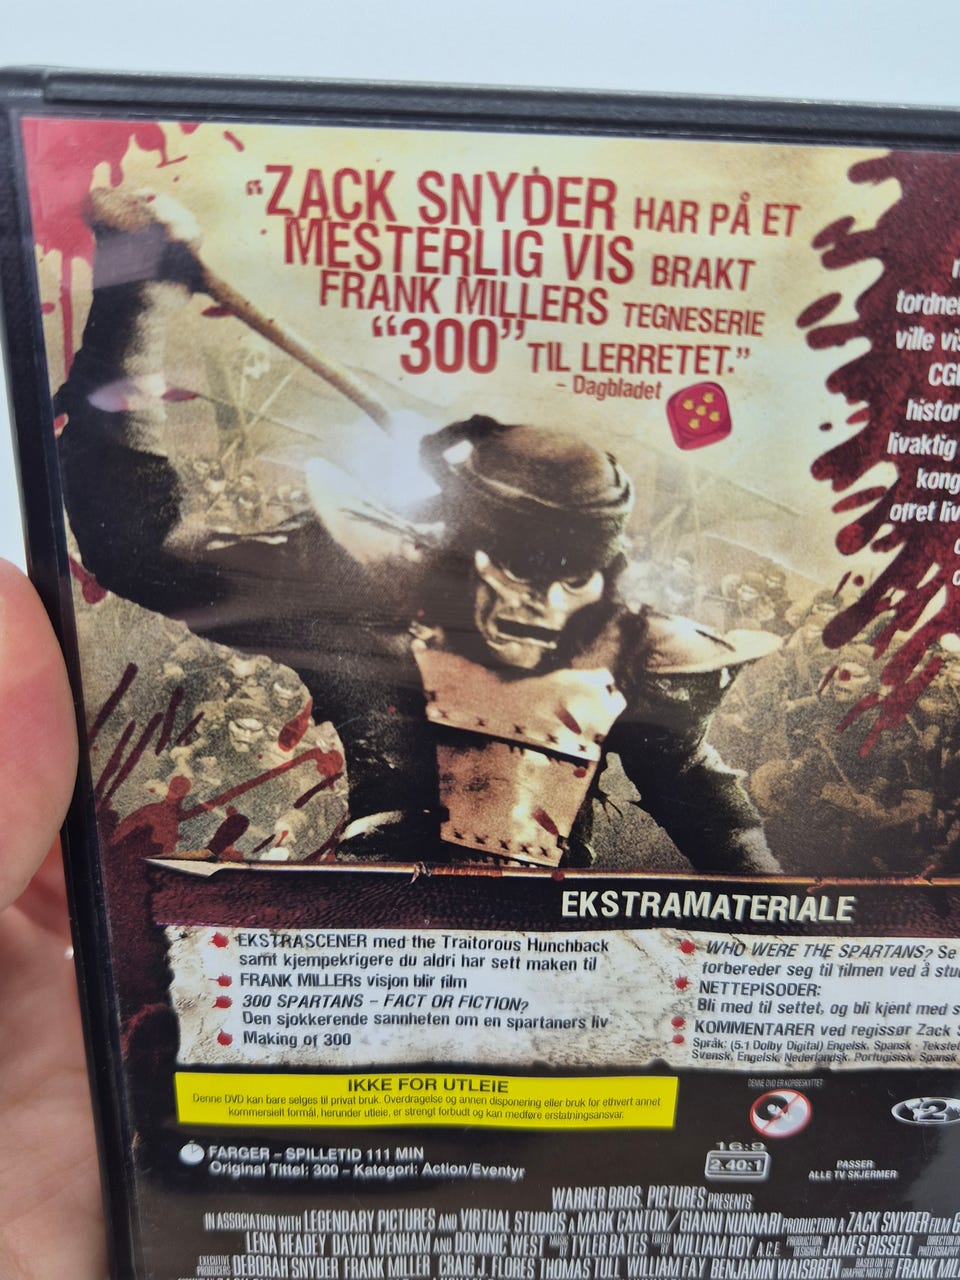 "ZACK SNYDER HAR PÅ ET
MESTERLIG VIS BRAKT
FRANK MILLERS TEGNESERIE
"300" TIL LERRETET."
- Dagbladet
tordne
ville vis
CGI
histor
livaktig
kong
ofret liv
EKSTRAMATERIALE
EKSTRASCENER med the Traitorous Hunchback
samt kjempekrigere du aldri har sett maken til
FRANK MILLERs visjon blir film
300 SPARTANS – FACT OR FICTION?
Den sjokkerende sannheten om en spartaners liv
Making of 300
WHO WERE THE SPARTANS? Se
forbereder seg til filmen ved å stu
NETTEPISODER:
Bli med til settet, og bli kjent med s
KOMMENTARER ved regissør Zack S
Språk: (5.1 Dolby Digital) Engelsk, Spansk - Tekstet
Svensk, Engelsk, Nederlandsk, Portugisisk, Spansk
IKKE FOR UTLEIE
Denne DVD kan bare selges til privat bruk. Overdragelse og annen disponering eller bruk for ethvert annet
kommersielt formål, herunder utleie, er strengt forbudt og kan medføre erstatningsansvar.
DENNE DVD ER KOPIBESKYTTET
2
FARGER – SPILLETID 111 MIN
Original Tittel: 300 – Kategori: Action/Eventyr
16:9
2.40:1
PASSER
ALLE TV SKJERMER
WARNER BROS. PICTURES PRESENTS
IN ASSOCIATION WITH LEGENDARY PICTURES AND VIRTUAL STUDIOS A MARK CANTON / GIANNI NUNNARI PRODUCTION A ZACK SNYDER FILM G
LENA HEADEY DAVID WENHAM AND DOMINIC WEST MUSIC BY TYLER BATES EDITED BY WILLIAM HOY, A.C.E. PRODUCTION DESIGNER JAMES BISSELL DIRECTOR OF PHOTOGRAPHY
EXECUTIVE PRODUCERS DEBORAH SNYDER FRANK MILLER CRAIG J. FLORES THOMAS TULL WILLIAM FAY BENJAMIN WAISBREN BASED ON THE GRAPHIC NOVEL BY FRANK MIL